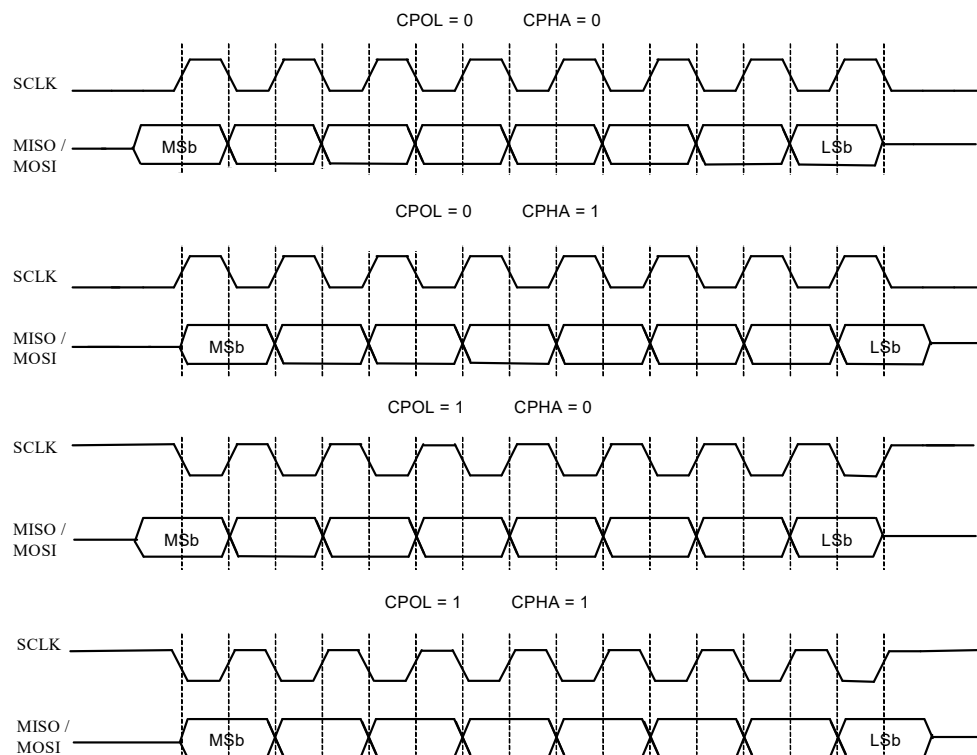 CPOL = 0 CPHA = 0
SCLK
MISO /
MOSI
MSb LSb
CPOL = 0 CPHA = 1
SCLK
MISO /
MOSI
MSb LSb
CPOL = 1 CPHA = 0
SCLK
MISO /
MOSI
MSb LSb
CPOL = 1 CPHA = 1
SCLK
MISO /
MOSI
MSb LSb